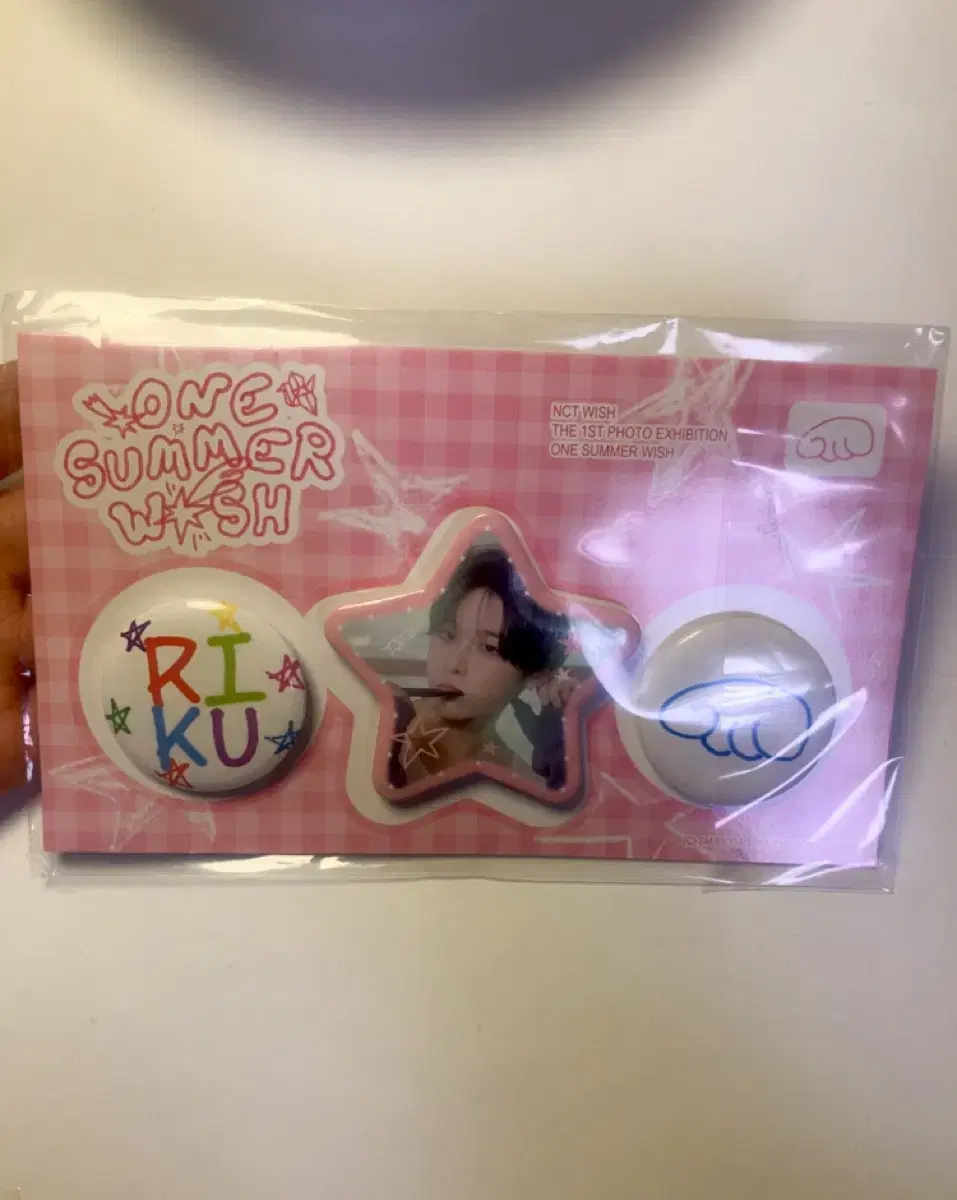 ONE
SUMMER
WISH
NCT WISH
THE 1ST PHOTO EXHIBITION
ONE SUMMER WISH
RI
KU